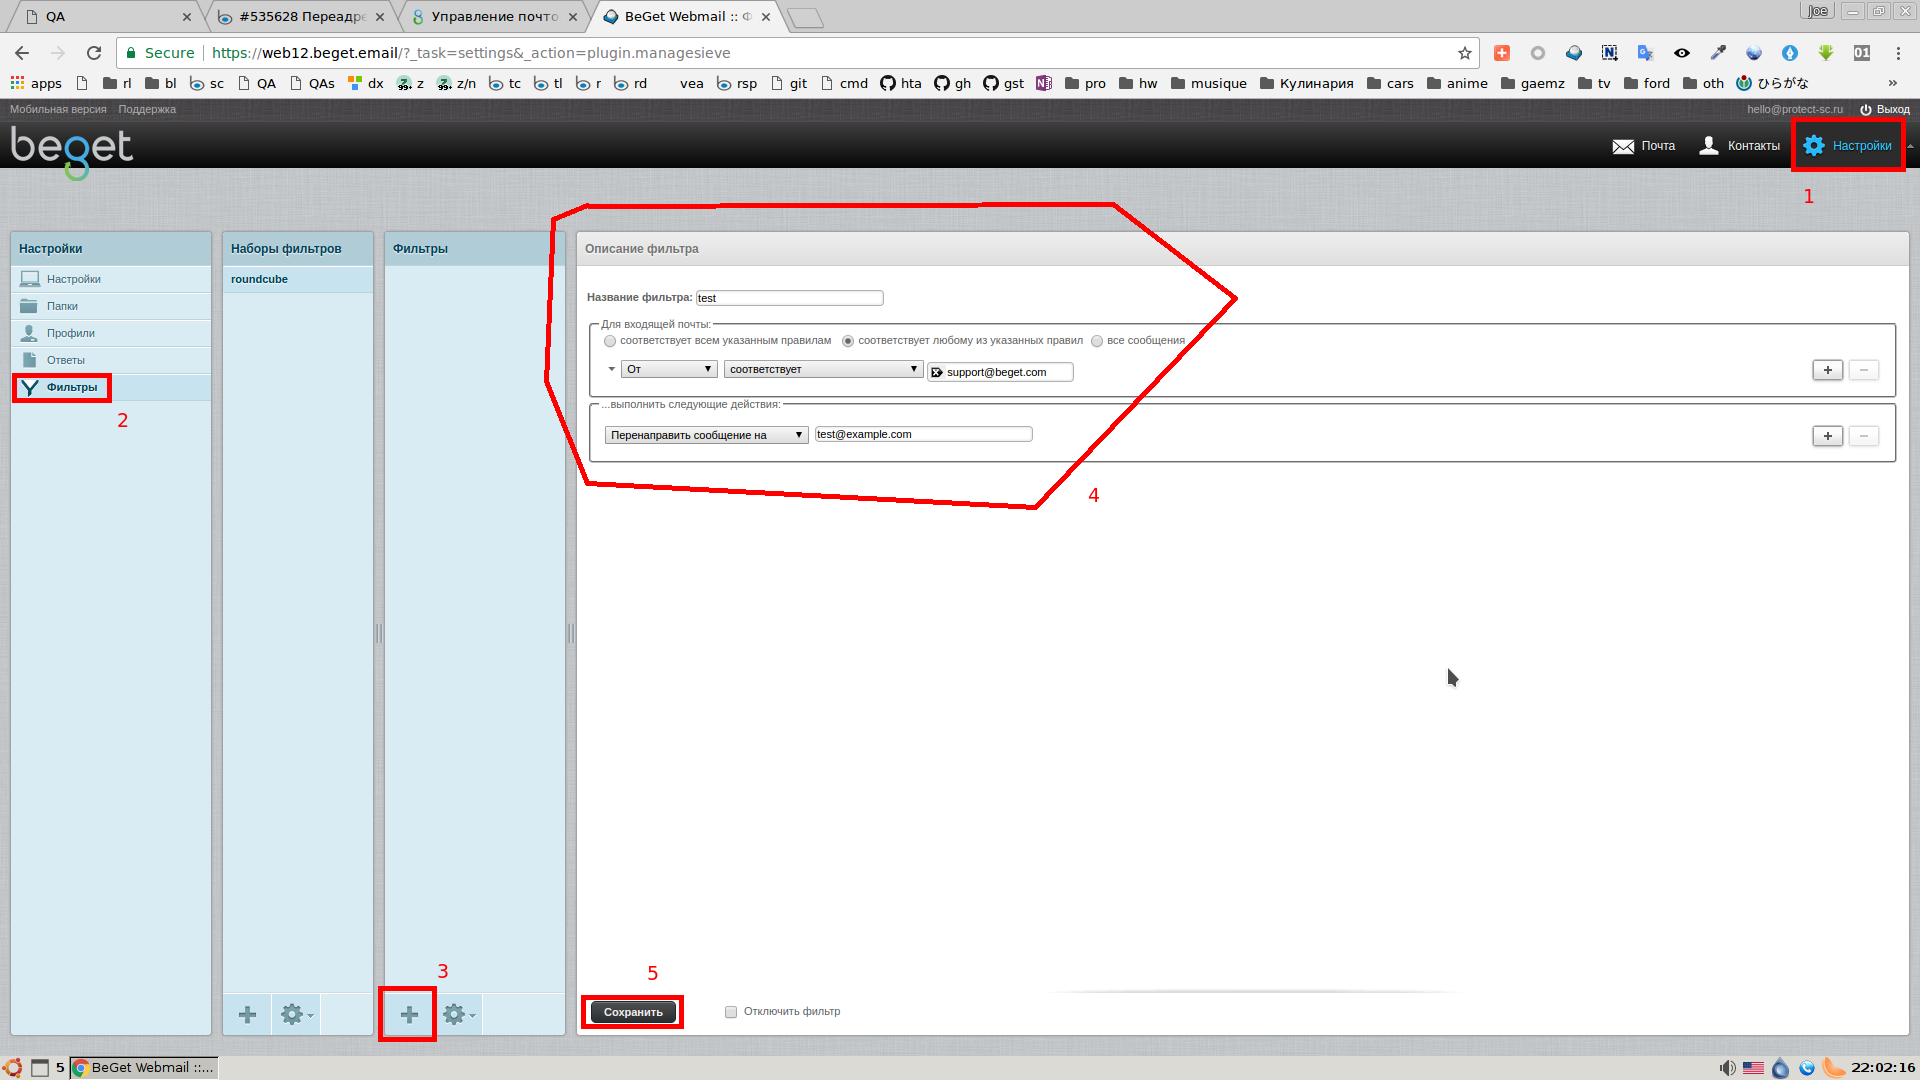 QA
#535628 Переадре
Управление почто
BeGet Webmail :: Ф
Joe
Secure https://web12.beget.email/?_task=settings&_action=plugin.managesieve
apps rl bl sc QA QAs dx z z/n tc tl r rd vea rsp git cmd hta gh gst pro hw musique Кулинария cars anime gaemz tv ford oth ひらがな »
Мобильная версия Поддержка hello@protect-sc.ru Выход
beget Почта Контакты Настройки
1
Настройки
Настройки
Папки
Профили
Ответы
Фильтры
2
Наборы фильтров
roundcube
Фильтры
3
Описание фильтра
Название фильтра: test
Для входящей почты:
соответствует всем указанным правилам соответствует любому из указанных правил все сообщения
От соответствует support@beget.com
...выполнить следующие действия:
Перенаправить сообщение на test@example.com
4
5
Сохранить Отключить фильтр
5 BeGet Webmail ::... 22:02:16